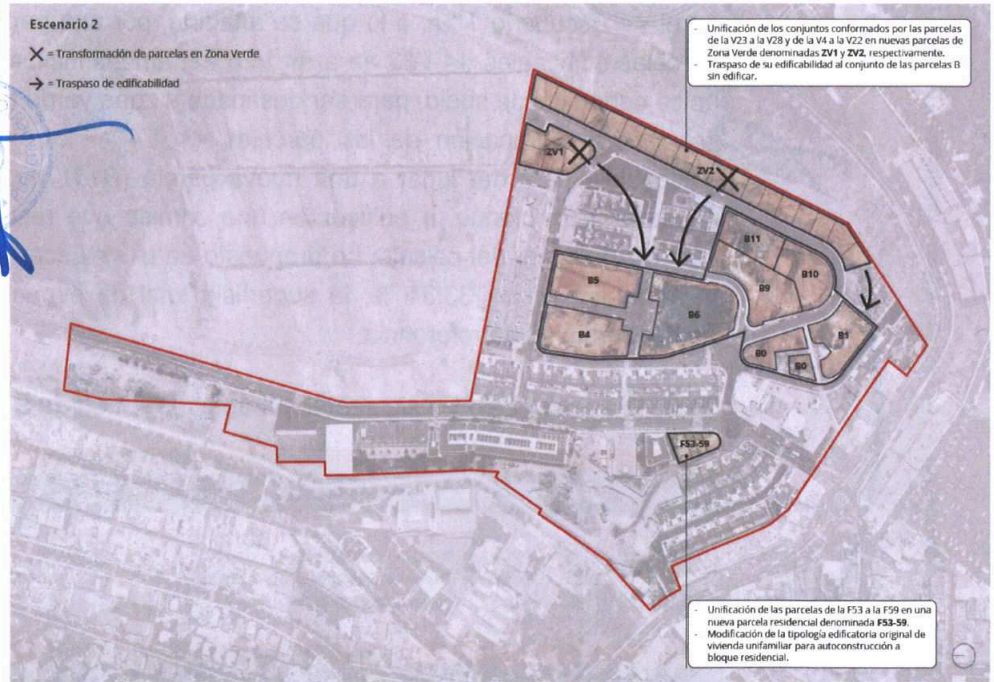 Escenario 2
X = Transformación de parcelas en Zona Verde
→ = Traspaso de edificabilidad
- Unificación de los conjuntos conformados por las parcelas
de la V23 a la V28 y de la V4 a la V22 en nuevas parcelas de
Zona Verde denominadas ZV1 y ZV2, respectivamente.
- Traspaso de su edificabilidad al conjunto de las parcelas B
sin edificar.
ZV1
ZV2
B11
B10
B5
B9
B6
B4
B1
B0
B0
F53-59
- Unificación de las parcelas de la F53 a la F59 en una
nueva parcela residencial denominada F53-59.
- Modificación de la tipología edificatoria original de
vivienda unifamiliar para autoconstrucción a
bloque residencial.